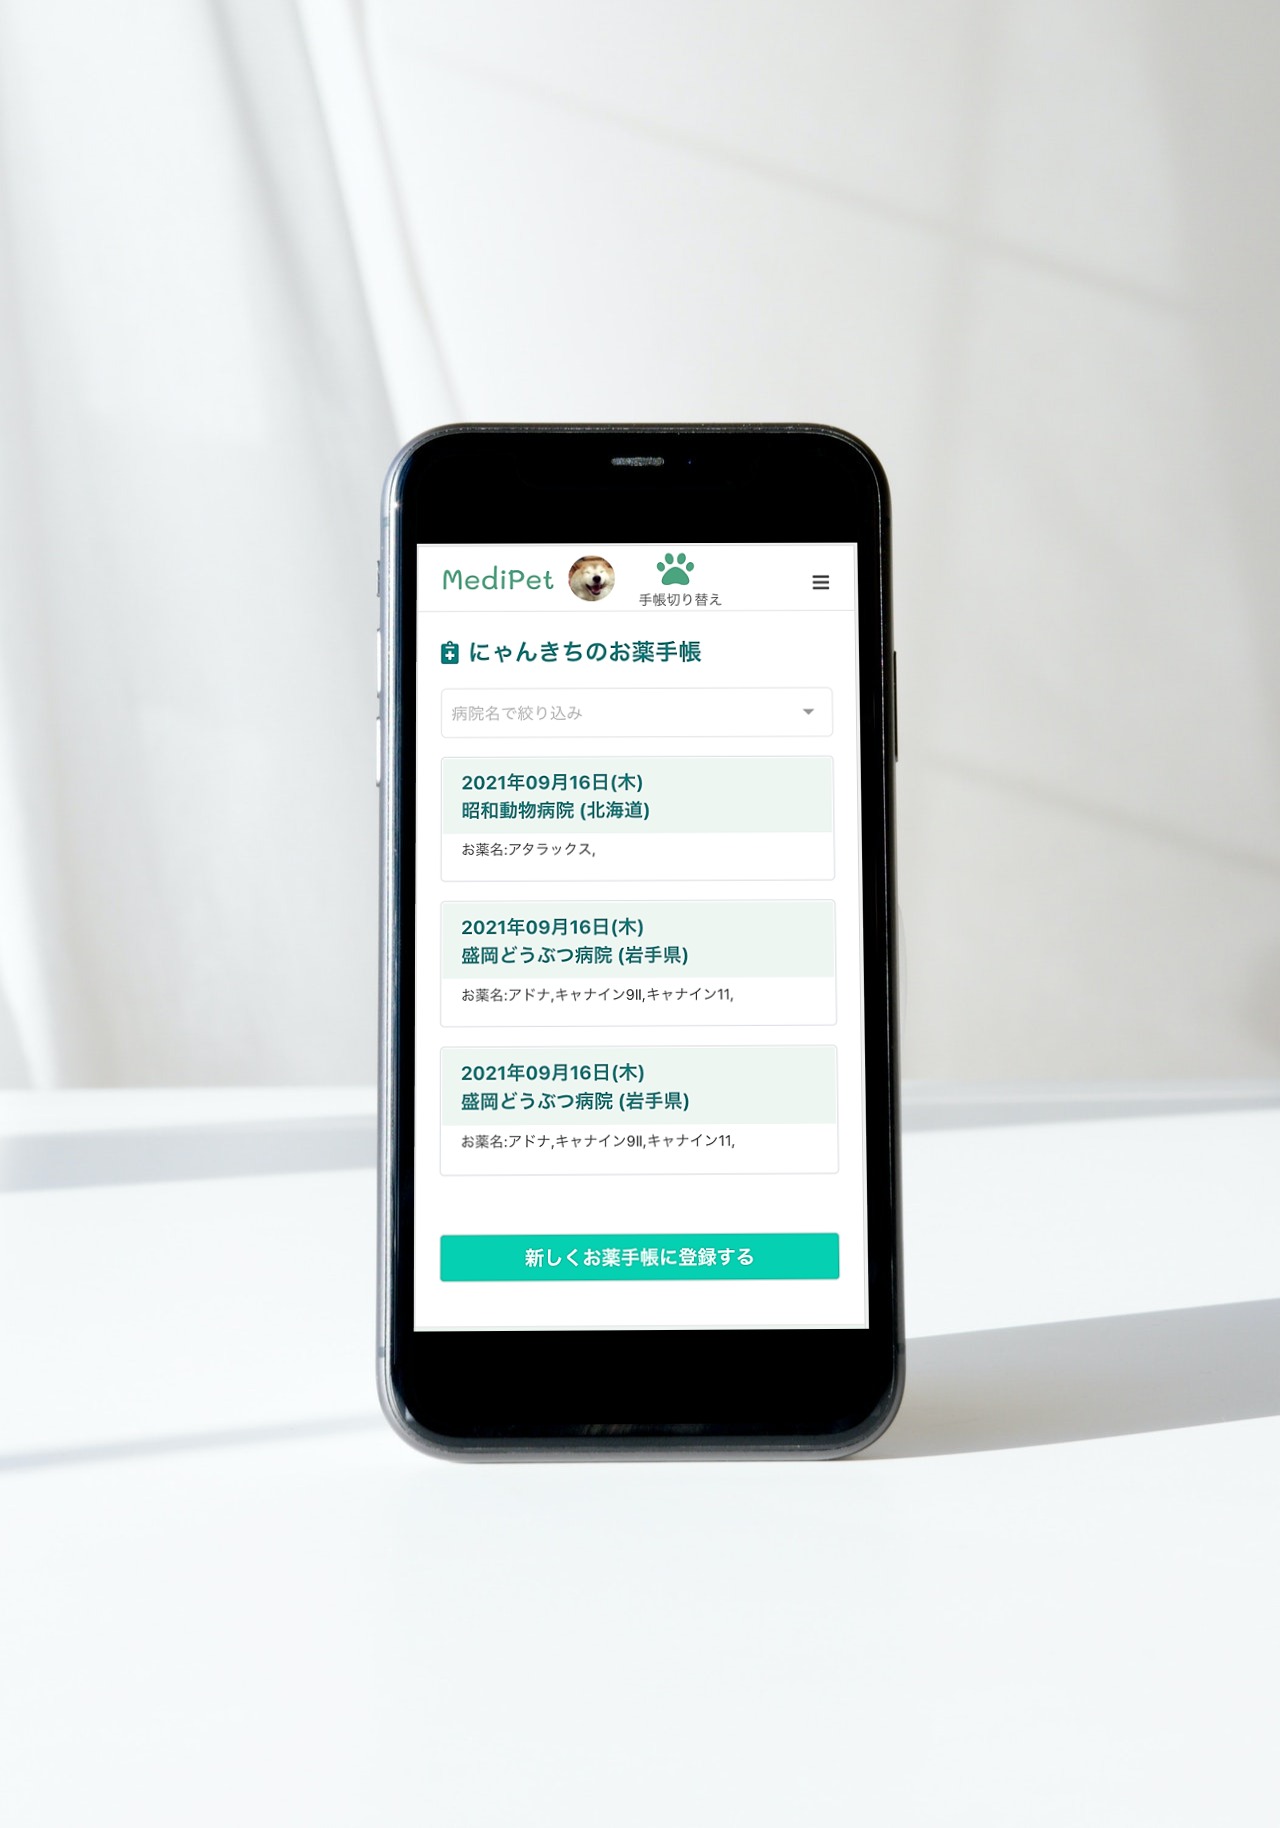 MediPet
手帳切り替え
にゃんきちのお薬手帳
病院名で絞り込み
2021年09月16日(木)
昭和動物病院 (北海道)
お薬名:アタラックス,
2021年09月16日(木)
盛岡どうぶつ病院 (岩手県)
お薬名:アドナ,キャナイン9II,キャナイン11,
2021年09月16日(木)
盛岡どうぶつ病院 (岩手県)
お薬名:アドナ,キャナイン9II,キャナイン11,
新しくお薬手帳に登録する